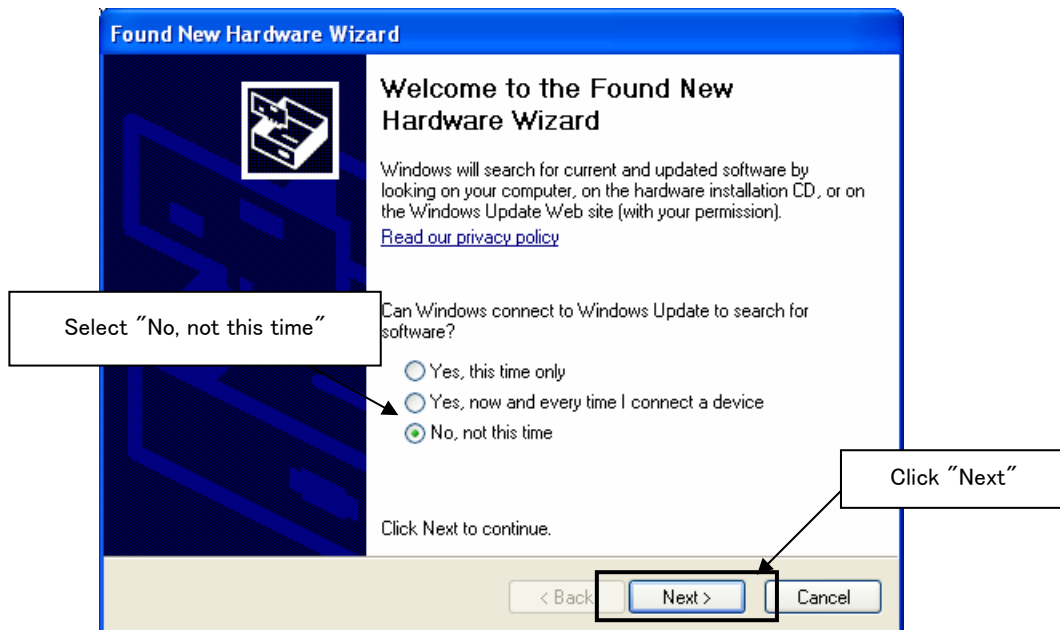 Found New Hardware Wizard
Welcome to the Found New
Hardware Wizard
Windows will search for current and updated software by
looking on your computer, on the hardware installation CD, or on
the Windows Update Web site (with your permission).
Read our privacy policy
Select "No, not this time"
Can Windows connect to Windows Update to search for
software?
Yes, this time only
Yes, now and every time I connect a device
No, not this time
Click "Next"
Click Next to continue.
< Back
Next >
Cancel